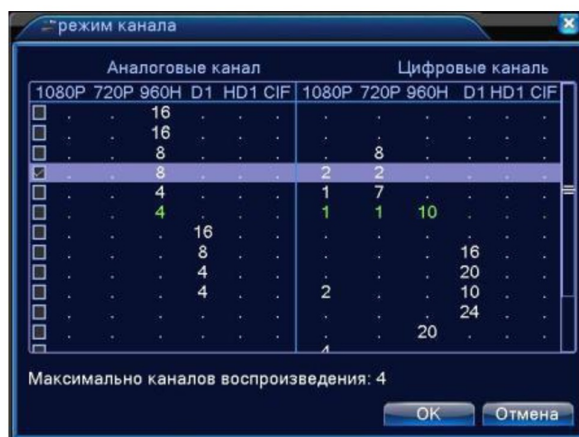 режим канала
Аналоговые канал Цифровые каналь
1080P 720P 960H D1 HD1 CIF 1080P 720P 960H D1 HD1 CIF
. . 16 . . . . . . . . .
. . 16 . . . . . . . . .
. . 8 . . . . 8 . . . .
. . 8 . . . 2 2 . . . .
. . 4 . . . 1 7 . . . .
. . 4 . . . 1 1 10 . . .
. . . 16 . . . . . . . .
. . . 8 . . . . . 16 . .
. . . 4 . . . . . 20 . .
. . . 4 . . 2 . . 10 . .
. . . . . . . . . 24 . .
. . . . . . . . 20 . . .
4
Максимально каналов воспроизведения: 4
OK Отмена